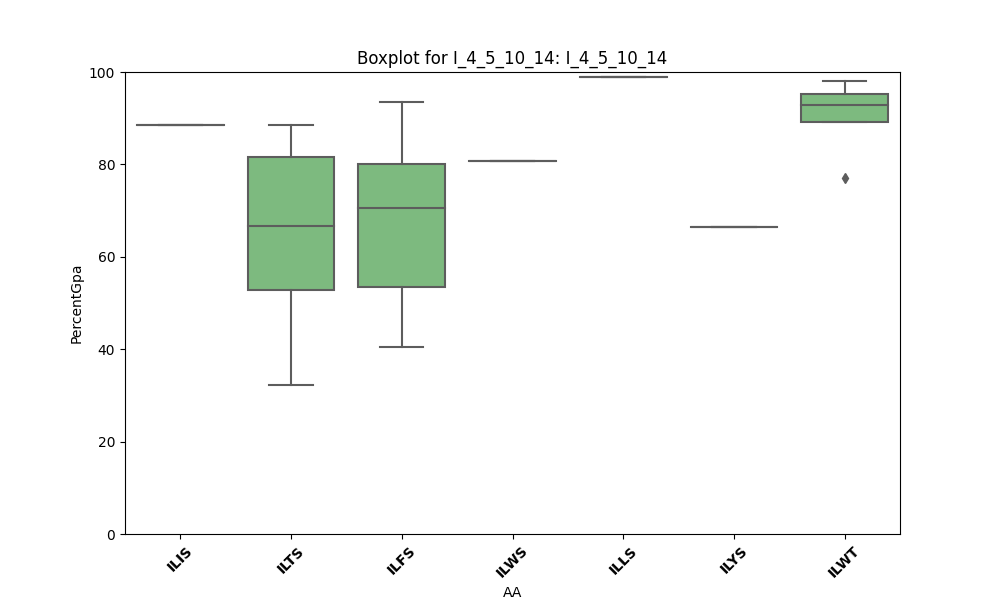 Boxplot for I_4_5_10_14: I_4_5_10_14
100
80
60
40
20
0
PercentGpa
ILIS
ILTS
ILFS
ILWS
ILLS
ILYS
ILWT
AA